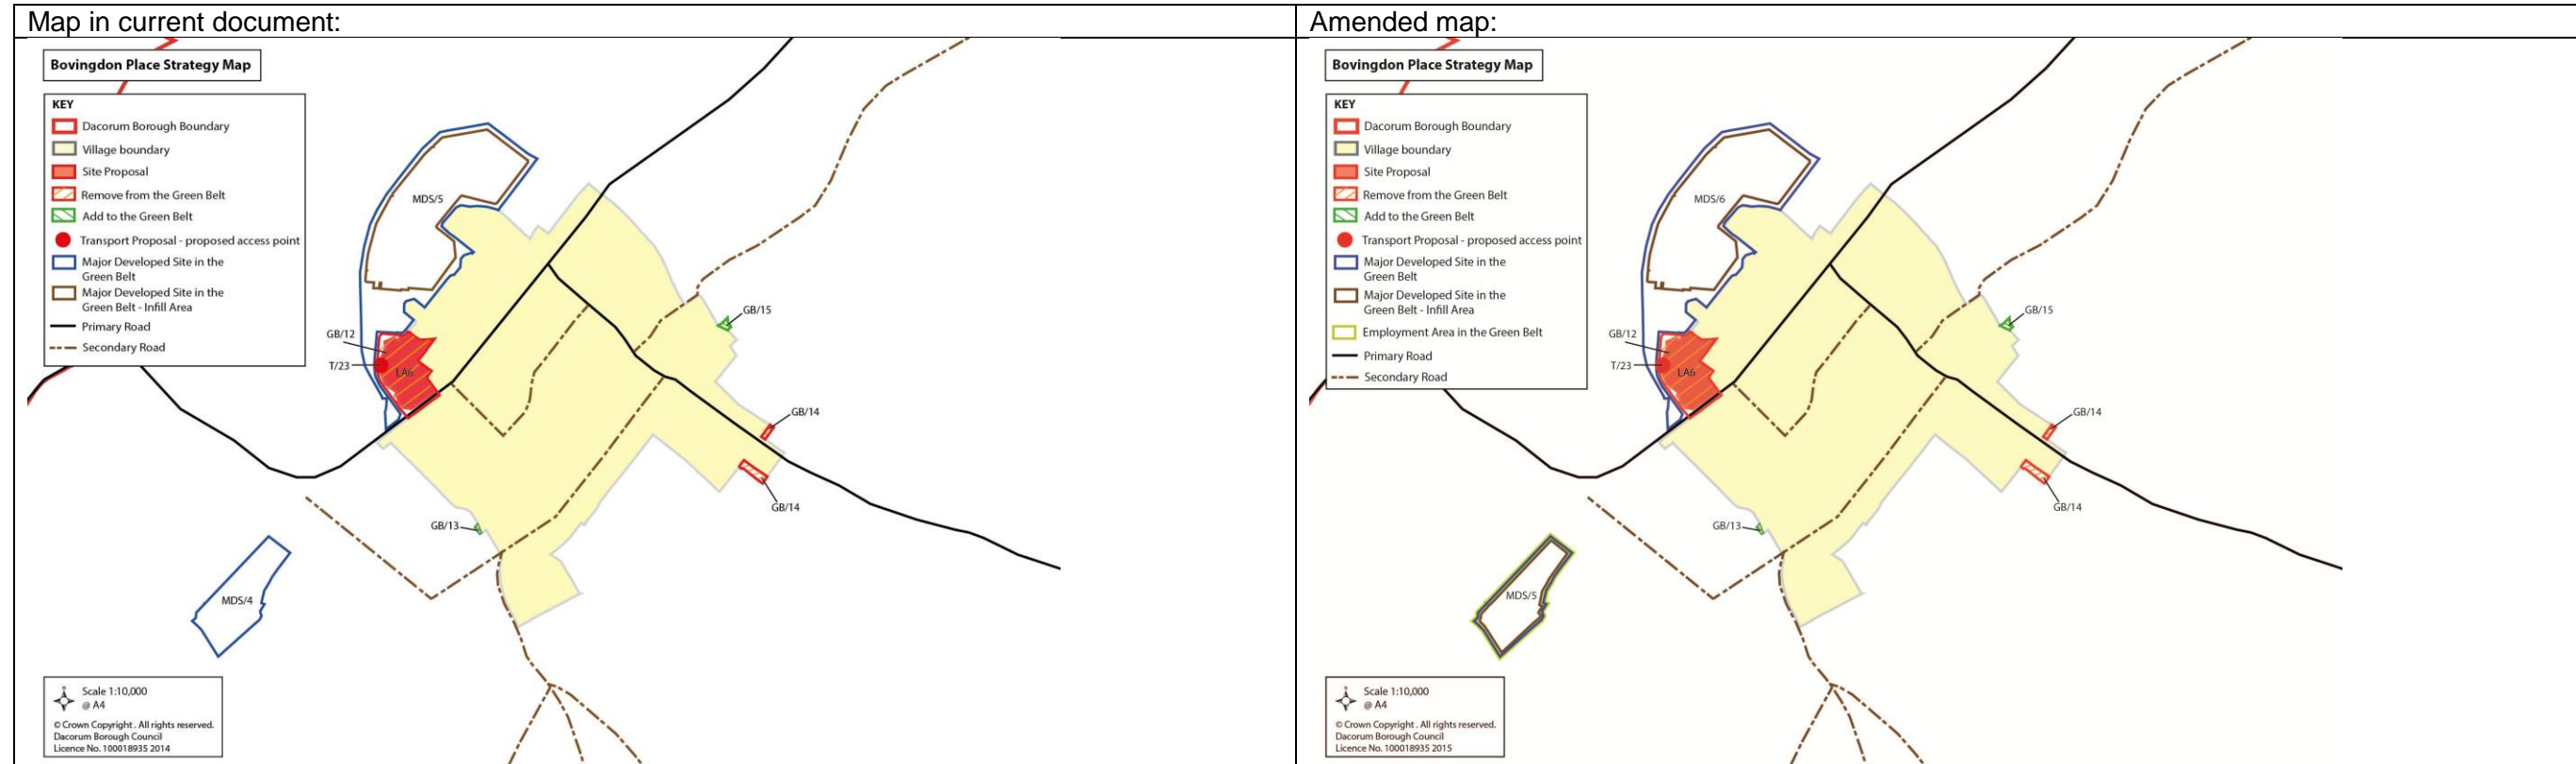 Map in current document:
Bovingdon Place Strategy Map
KEY
Dacorum Borough Boundary
Village boundary
Site Proposal
Remove from the Green Belt
Add to the Green Belt
Transport Proposal - proposed access point
Major Developed Site in the
Green Belt
Major Developed Site in the
Green Belt - Infill Area
Primary Road
Secondary Road
MDS/5
GB/15
GB/12
T/23
LA6
GB/14
GB/14
GB/13
MDS/4
N
Scale 1:10,000
@ A4
© Crown Copyright . All rights reserved.
Dacorum Borough Council
Licence No. 100018935 2014
Amended map:
Bovingdon Place Strategy Map
KEY
Dacorum Borough Boundary
Village boundary
Site Proposal
Remove from the Green Belt
Add to the Green Belt
Transport Proposal - proposed access point
Major Developed Site in the
Green Belt
Major Developed Site in the
Green Belt - Infill Area
Employment Area in the Green Belt
Primary Road
Secondary Road
MDS/6
GB/15
GB/12
T/23
LA6
GB/14
GB/14
GB/13
MDS/5
N
Scale 1:10,000
@ A4
© Crown Copyright . All rights reserved.
Dacorum Borough Council
Licence No. 100018935 2015